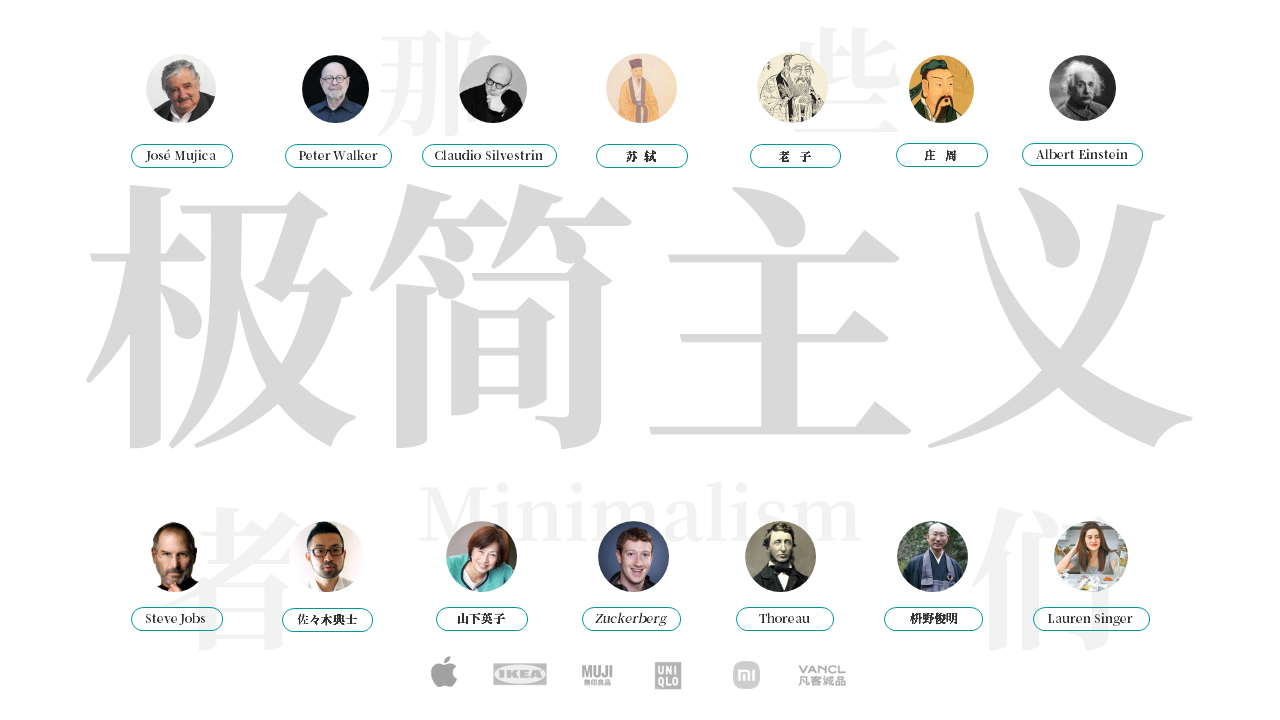 那些
José Mujica
Peter Walker
Claudio Silvestrin
苏 轼
老 子
庄 周
Albert Einstein
极简主义
Minimalism
者们
Steve Jobs
佐々木典士
山下英子
Zuckerberg
Thoreau
枡野俊明
Lauren Singer
IKEA
MUJI
無印良品
UNI
QLO
mi
VANCL
凡客诚品